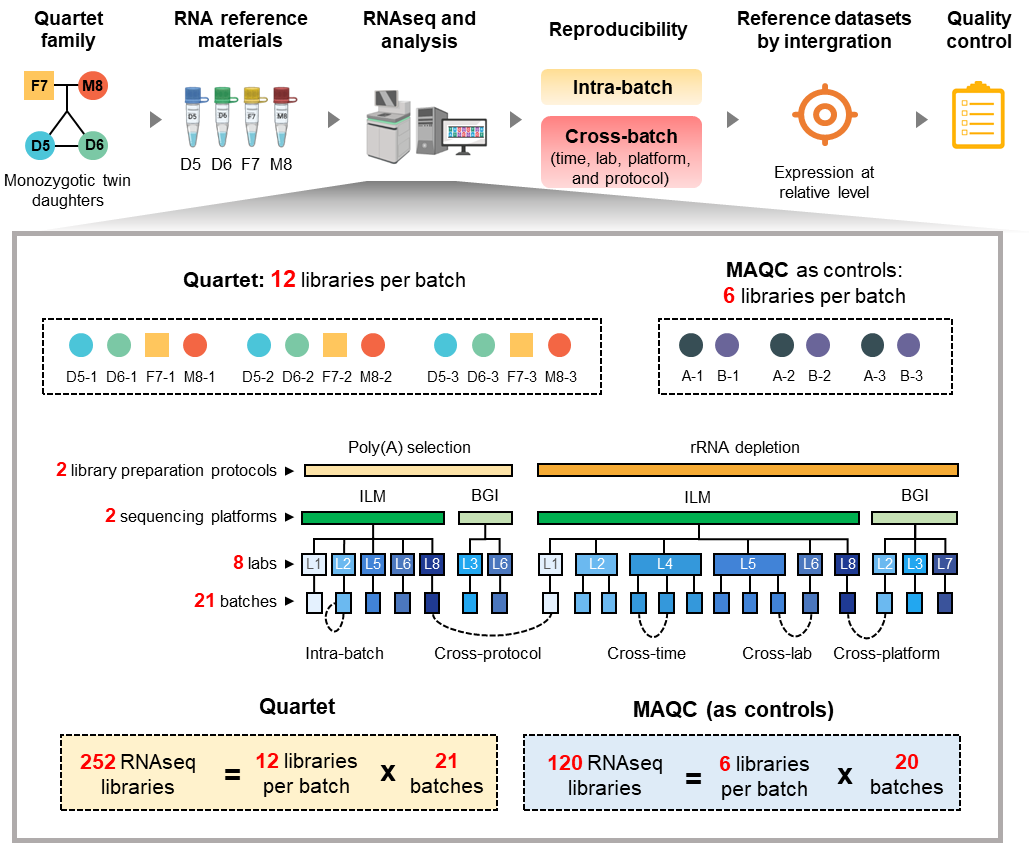 Quartet family
RNA reference materials
RNAseq and analysis
Reproducibility
Reference datasets by intergration
Quality control
F7
M8
D5
D6
Monozygotic twin daughters
D5
D6
F7
M8
D5 D6 F7 M8
Intra-batch
Cross-batch
(time, lab, platform, and protocol)
Expression at relative level
Quartet: 12 libraries per batch
MAQC as controls:
6 libraries per batch
D5-1 D6-1 F7-1 M8-1 D5-2 D6-2 F7-2 M8-2 D5-3 D6-3 F7-3 M8-3
A-1 B-1 A-2 B-2 A-3 B-3
Poly(A) selection
rRNA depletion
2 library preparation protocols
ILM BGI ILM BGI
2 sequencing platforms
8 labs
L1 L2 L5 L6 L8 L3 L6 L1 L2 L4 L5 L6 L8 L2 L3 L7
21 batches
Intra-batch Cross-protocol Cross-time Cross-lab Cross-platform
Quartet
252 RNAseq libraries = 12 libraries per batch x 21 batches
MAQC (as controls)
120 RNAseq libraries = 6 libraries per batch x 20 batches